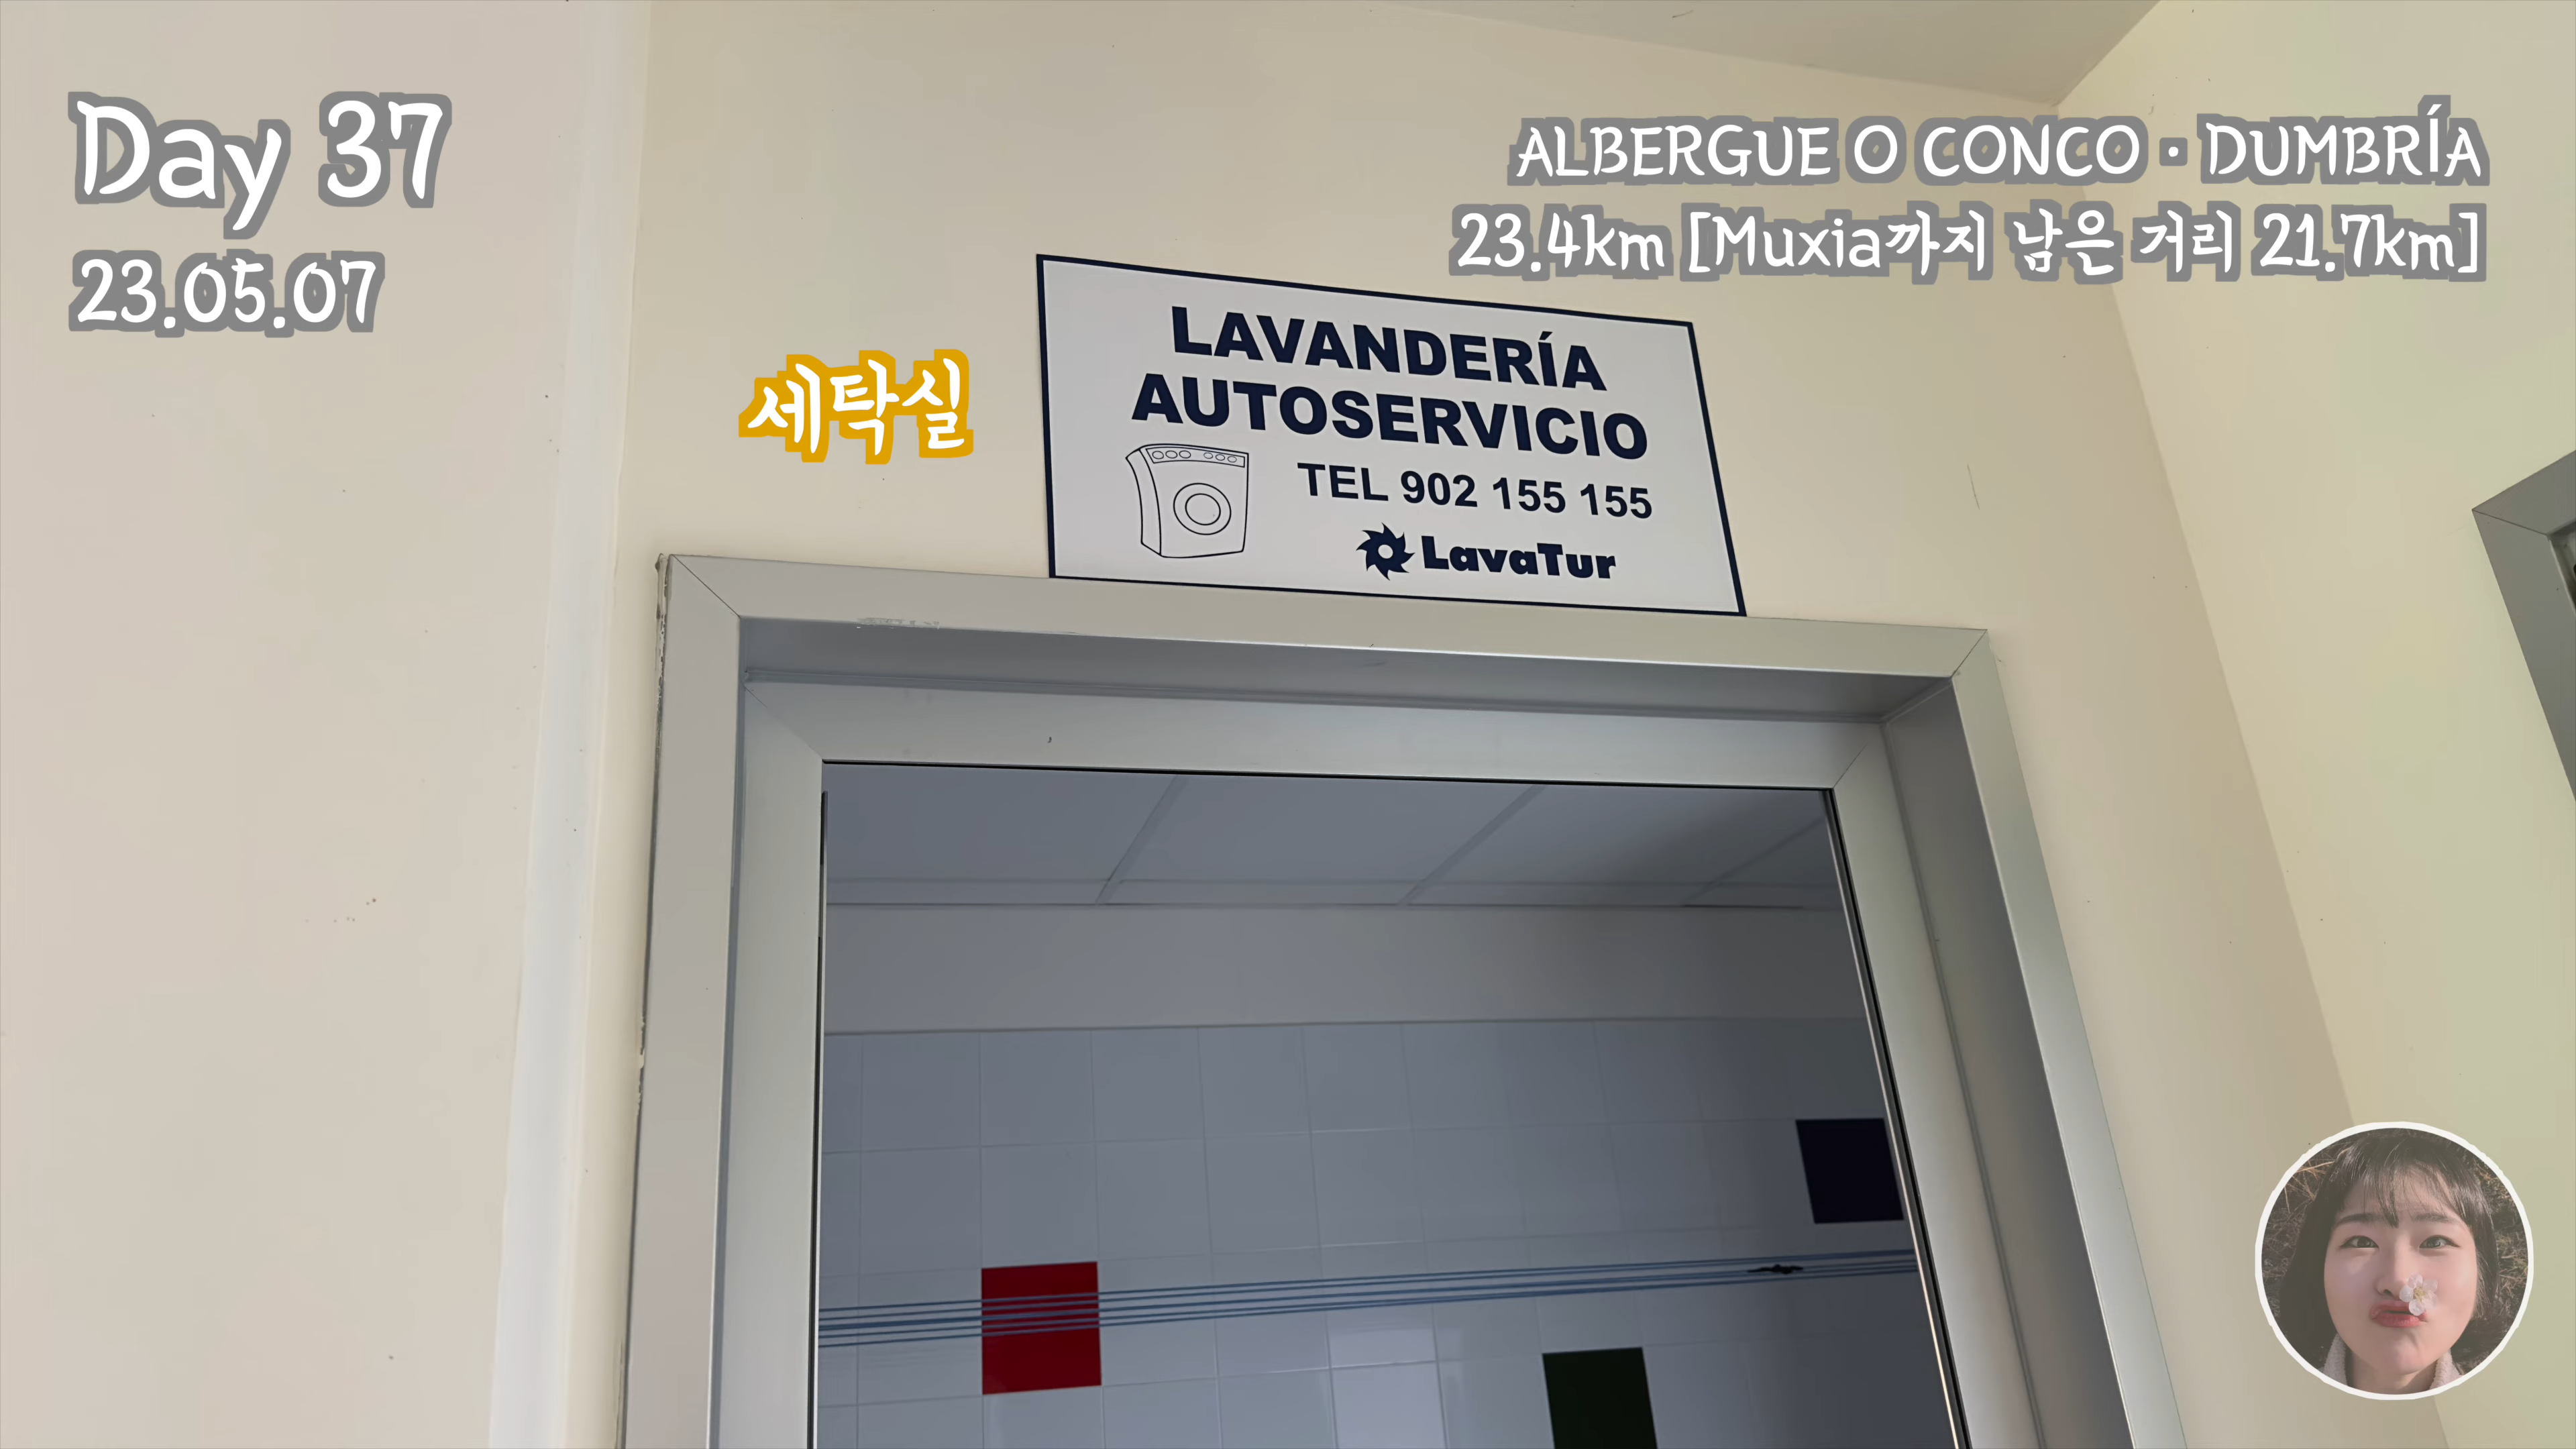 Day 37
23.05.07
ALBERGUE O CONCO · DUMBRÍA
23.4km [Muxia까지 남은 거리 21.7km]
세탁실
LAVANDERÍA
AUTOSERVICIO
TEL 902 155 155
LavaTur